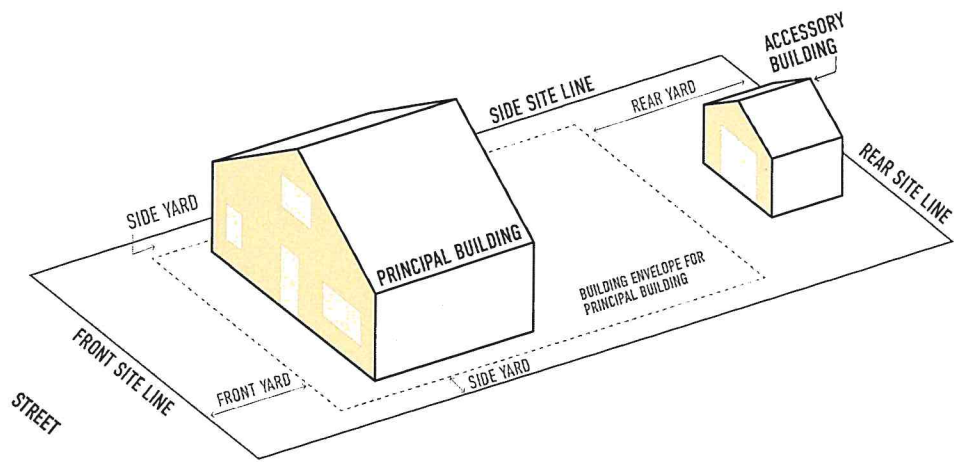 ACCESSORY
BUILDING
SIDE SITE LINE
REAR YARD
REAR SITE LINE
SIDE YARD
PRINCIPAL BUILDING
BUILDING ENVELOPE FOR
PRINCIPAL BUILDING
FRONT SITE LINE
FRONT YARD
SIDE YARD
STREET